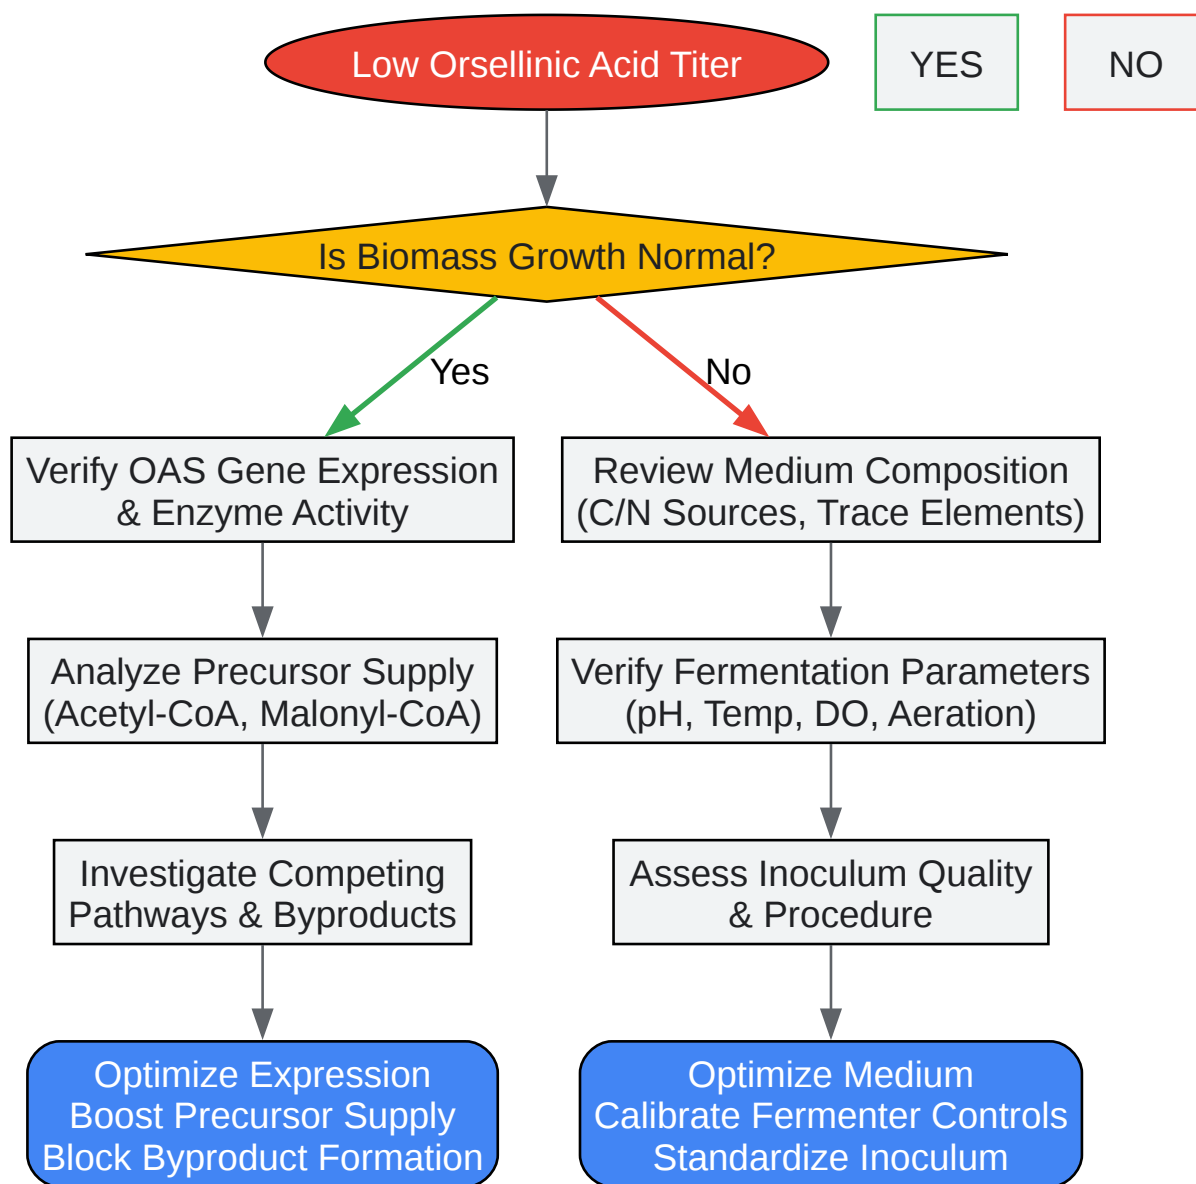 Low Orsellinic Acid Titer
YES
NO
Is Biomass Growth Normal?
Yes
No
Verify OAS Gene Expression
& Enzyme Activity
Review Medium Composition
(C/N Sources, Trace Elements)
Analyze Precursor Supply
(Acetyl-CoA, Malonyl-CoA)
Verify Fermentation Parameters
(pH, Temp, DO, Aeration)
Investigate Competing
Pathways & Byproducts
Assess Inoculum Quality
& Procedure
Optimize Expression
Boost Precursor Supply
Block Byproduct Formation
Optimize Medium
Calibrate Fermenter Controls
Standardize Inoculum